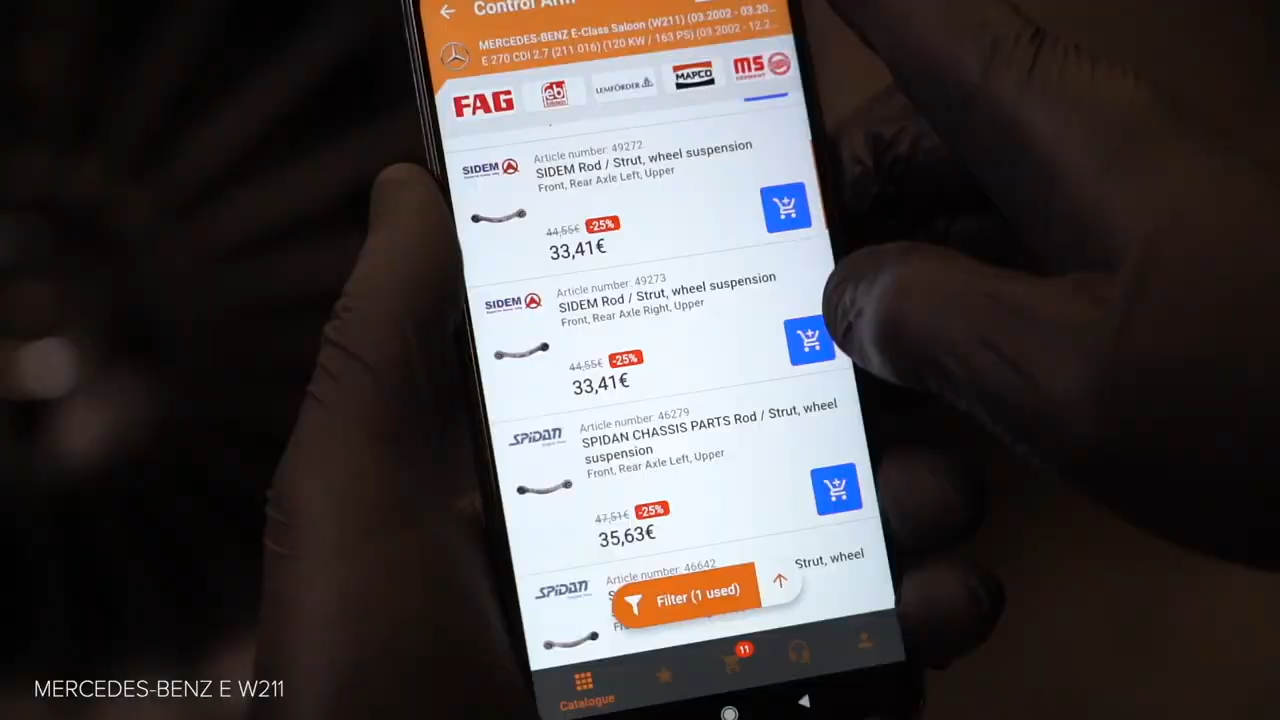 Control Arm
MERCEDES-BENZ E-Class Saloon (W211) (03.2002 - 03.20...
E 270 CDI 2.7 (211.016) (120 KW / 163 PS) (03.2002 - 12.2...
FAG
febi
LEMFÖRDER
MAPCO
MS
GERMANY
SIDEM
Article number: 49272
SIDEM Rod / Strut, wheel suspension
Front, Rear Axle Left, Upper
44,55€ -25%
33,41€
SIDEM
Article number: 49273
SIDEM Rod / Strut, wheel suspension
Front, Rear Axle Right, Upper
44,55€ -25%
33,41€
SPIDAN
Article number: 46279
SPIDAN CHASSIS PARTS Rod / Strut, wheel
suspension
Front, Rear Axle Left, Upper
47,51€ -25%
35,63€
SPIDAN
Article number: 46642
Strut, wheel
Filter (1 used)
11
Catalogue
MERCEDES-BENZ E W211